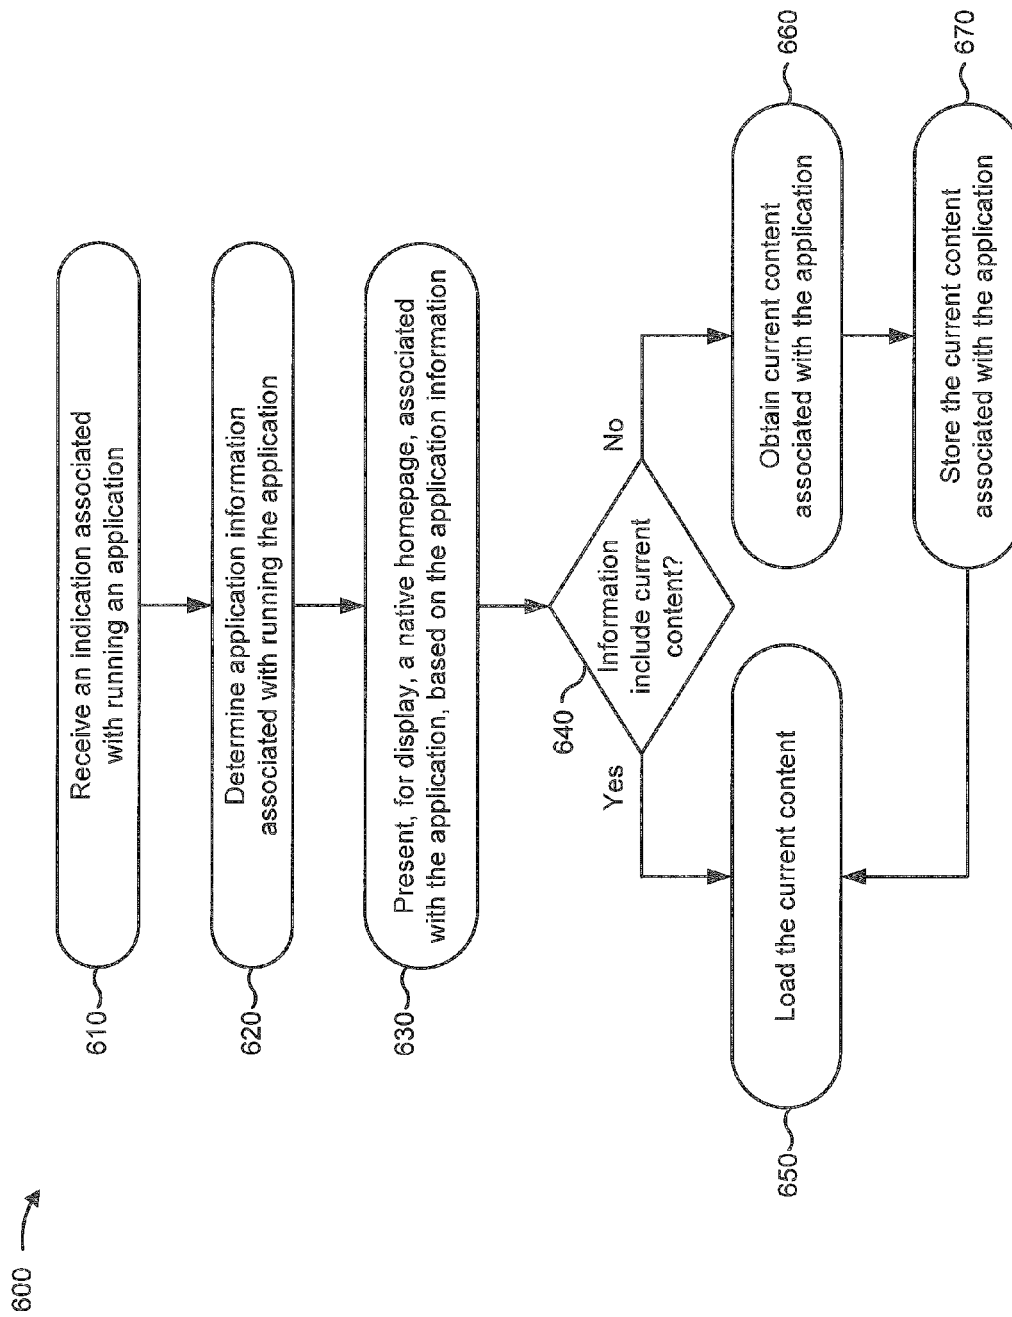 600
610
Receive an indication associated
with running an application
620
Determine application information
associated with running the application
630
Present, for display, a native homepage, associated
with the application, based on the application information
640
Information
include current
content?
Yes
No
650
Load the current content
660
Obtain current content
associated with the application
670
Store the current content
associated with the application